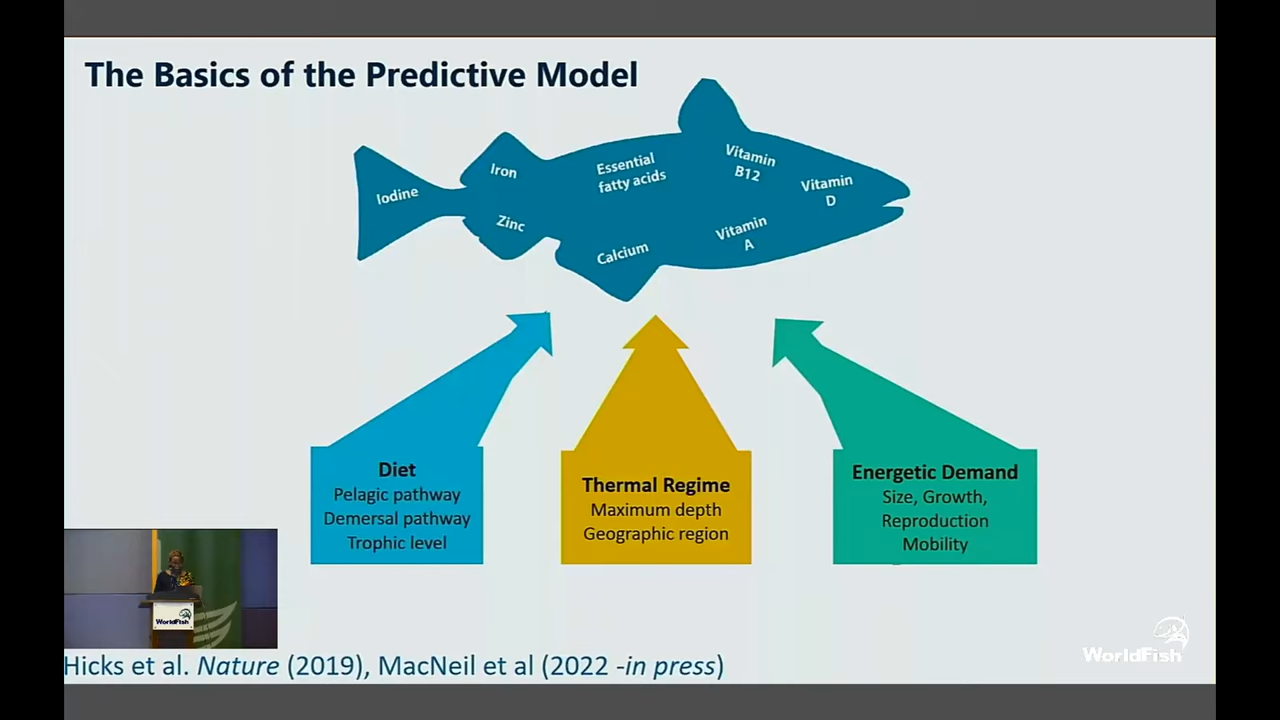 The Basics of the Predictive Model
Iodine
Iron
Zinc
Essential
fatty acids
Calcium
Vitamin
B12
Vitamin
A
Vitamin
D
Diet
Pelagic pathway
Demersal pathway
Trophic level
Thermal Regime
Maximum depth
Geographic region
Energetic Demand
Size, Growth,
Reproduction
Mobility
WorldFish
WorldFish
Hicks et al. Nature (2019), MacNeil et al (2022 -in press)